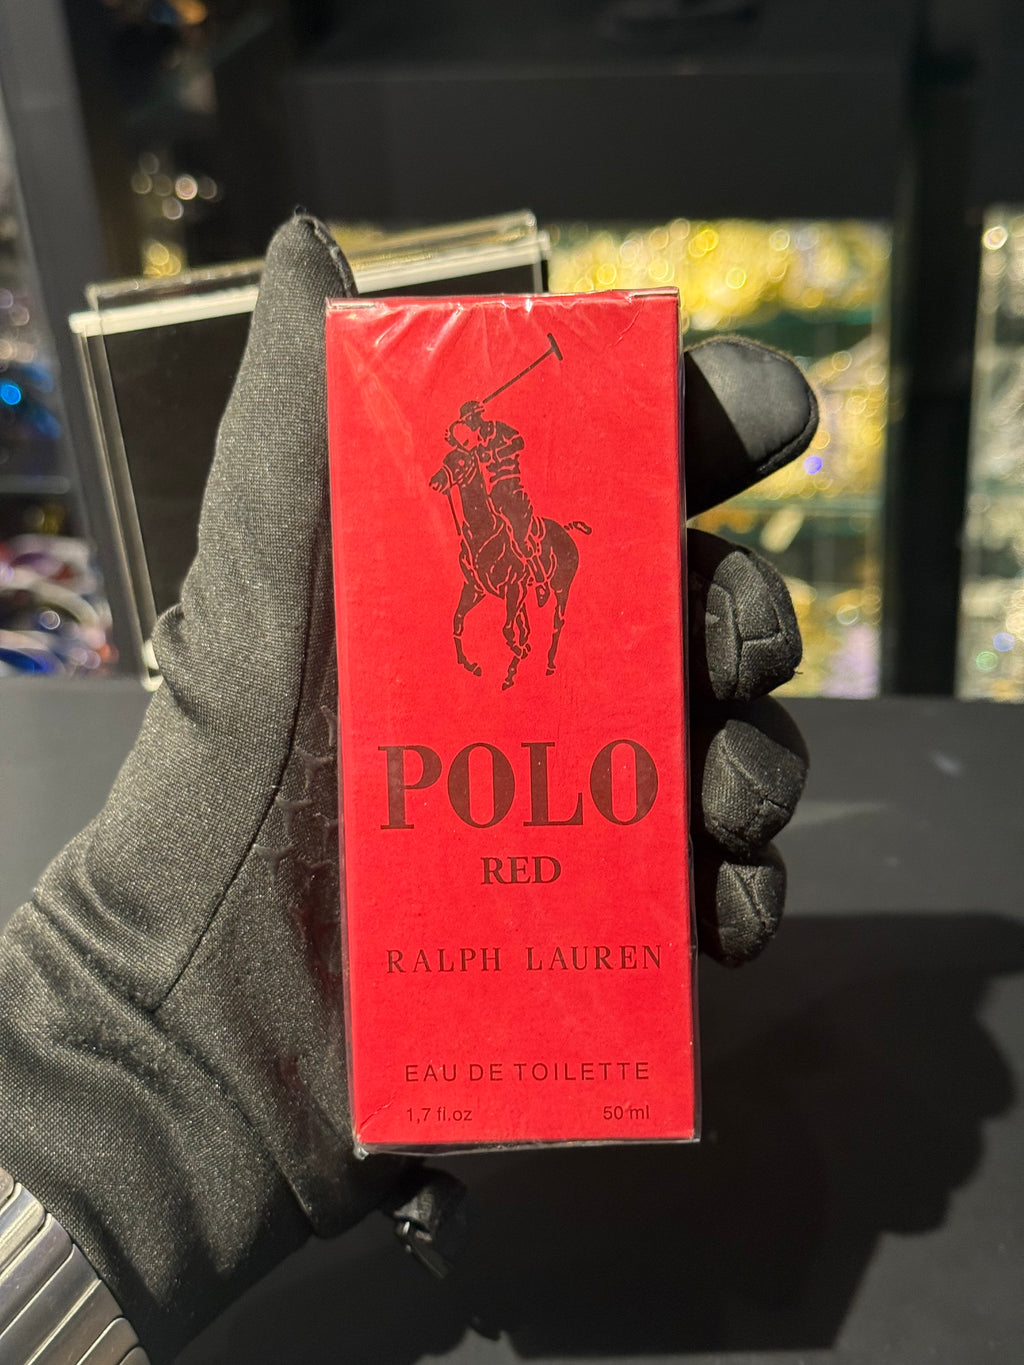 POLO
RED
RALPH LAUREN
EAU DE TOILETTE
1,7 fl.oz 50 ml